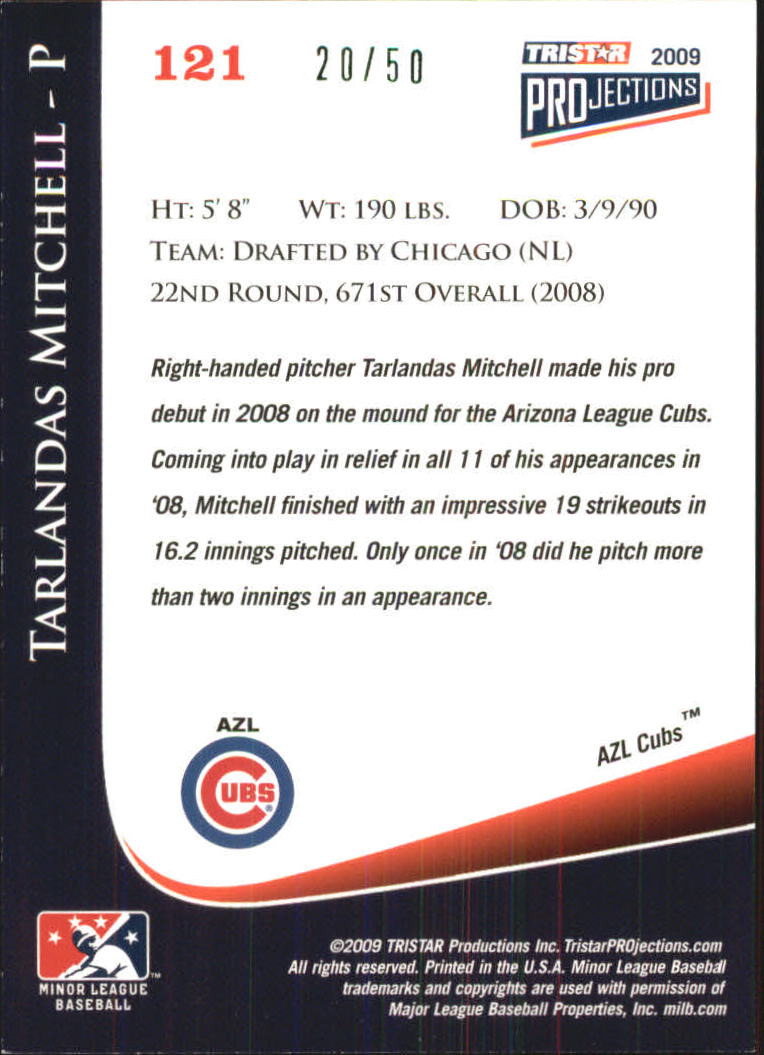 TARLANDAS MITCHELL - P
121 20/50
TRISTAR 2009
PROJECTIONS
HT: 5' 8" WT: 190 LBS. DOB: 3/9/90
TEAM: DRAFTED BY CHICAGO (NL)
22ND ROUND, 671ST OVERALL (2008)
Right-handed pitcher Tarlandas Mitchell made his pro
debut in 2008 on the mound for the Arizona League Cubs.
Coming into play in relief in all 11 of his appearances in
‘08, Mitchell finished with an impressive 19 strikeouts in
16.2 innings pitched. Only once in ‘08 did he pitch more
than two innings in an appearance.
AZL
CUBS®
AZL Cubs™
MINOR LEAGUE™
BASEBALL
©2009 TRISTAR Productions Inc. TristarPROjections.com
All rights reserved. Printed in the U.S.A. Minor League Baseball
trademarks and copyrights are used with permission of
Major League Baseball Properties, Inc. milb.com